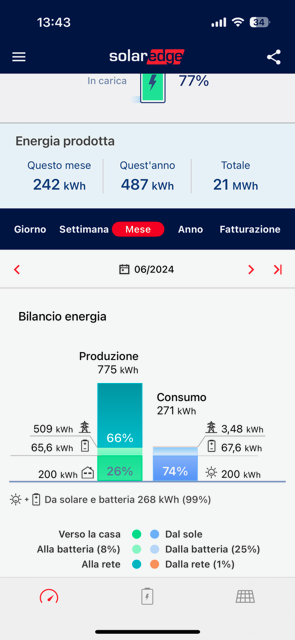 13:43
34
solaredge
In carica
77%
Energia prodotta
Questo mese Quest'anno Totale
242 kWh 487 kWh 21 MWh
Giorno Settimana Mese Anno Fatturazione
06/2024
Bilancio energia
Produzione
775 kWh
Consumo
271 kWh
509 kWh 66% 3,48 kWh
65,6 kWh 67,6 kWh
200 kWh 26% 74% 200 kWh
+ Da solare e batteria 268 kWh (99%)
Verso la casa Dal sole
Alla batteria (8%) Dalla batteria (25%)
Alla rete Dalla rete (1%)